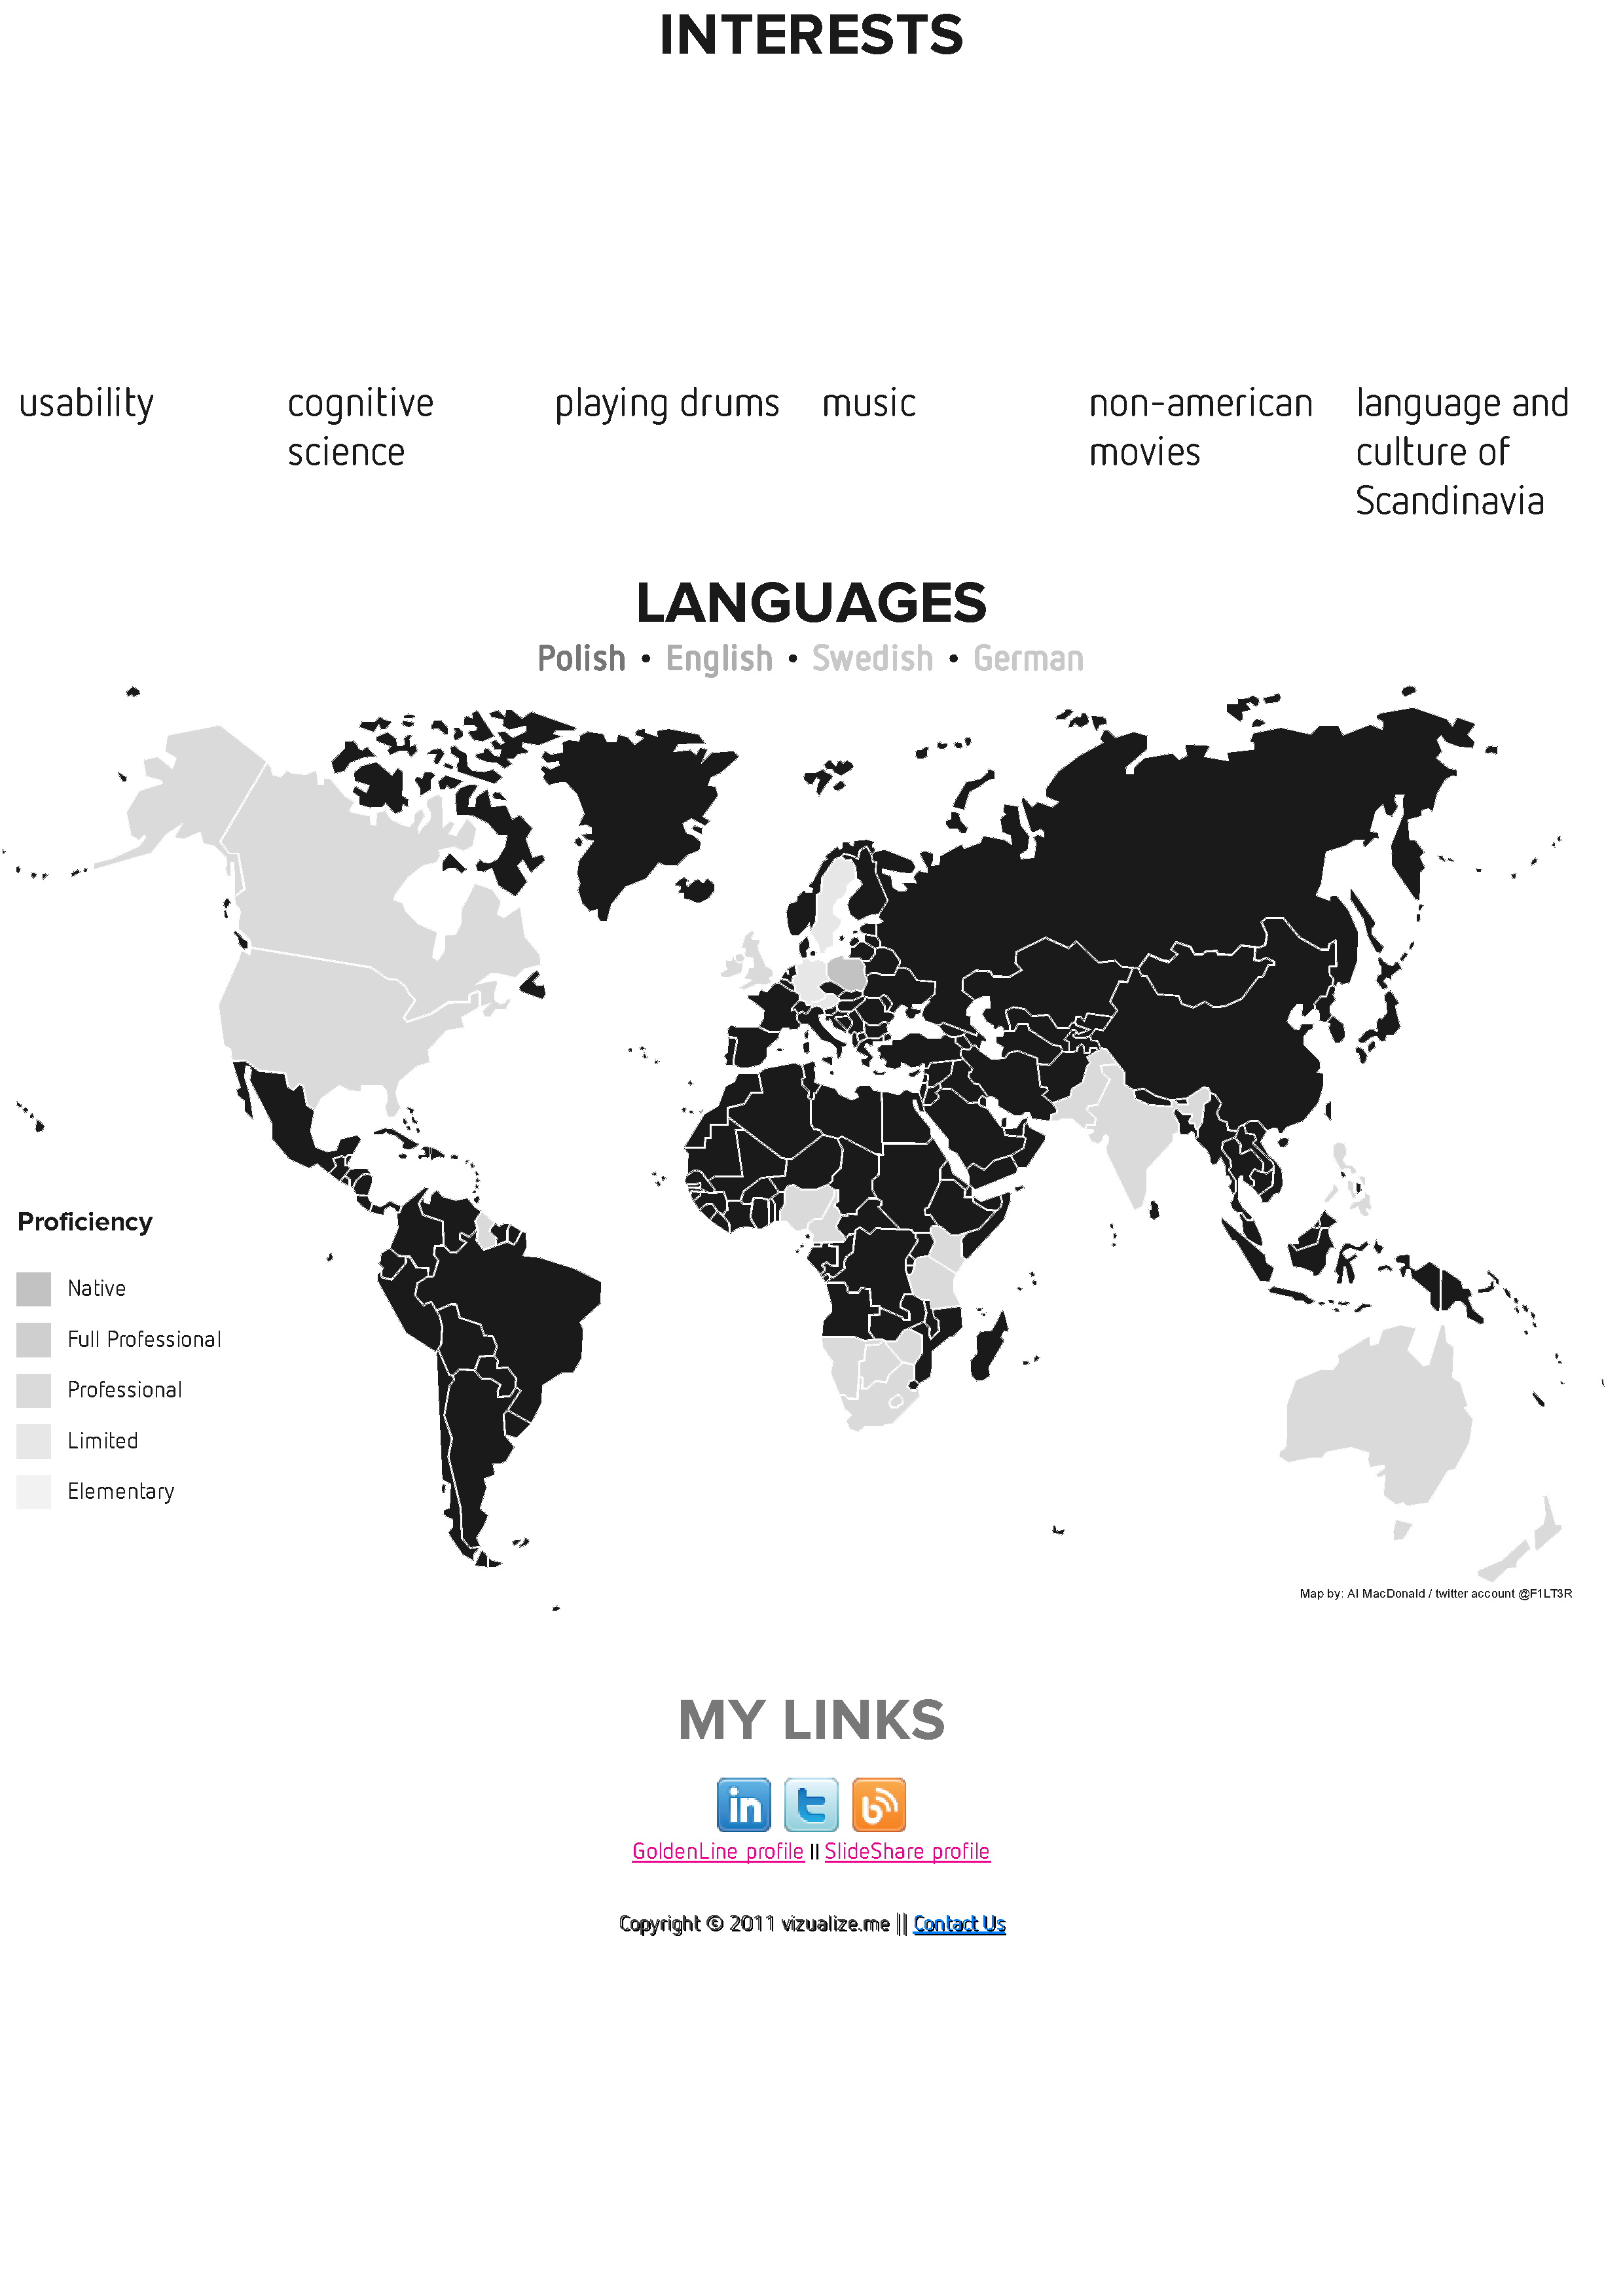 INTERESTS
usability
cognitive
science
playing drums
music
non-american
movies
language and
culture of
Scandinavia
LANGUAGES
Polish • English • Swedish • German
Proficiency
Native
Full Professional
Professional
Limited
Elementary
Map by: Al MacDonald / twitter account @F1LT3R
MY LINKS
in t b
GoldenLine profile || SlideShare profile
Copyright © 2011 vizualize.me || Contact Us